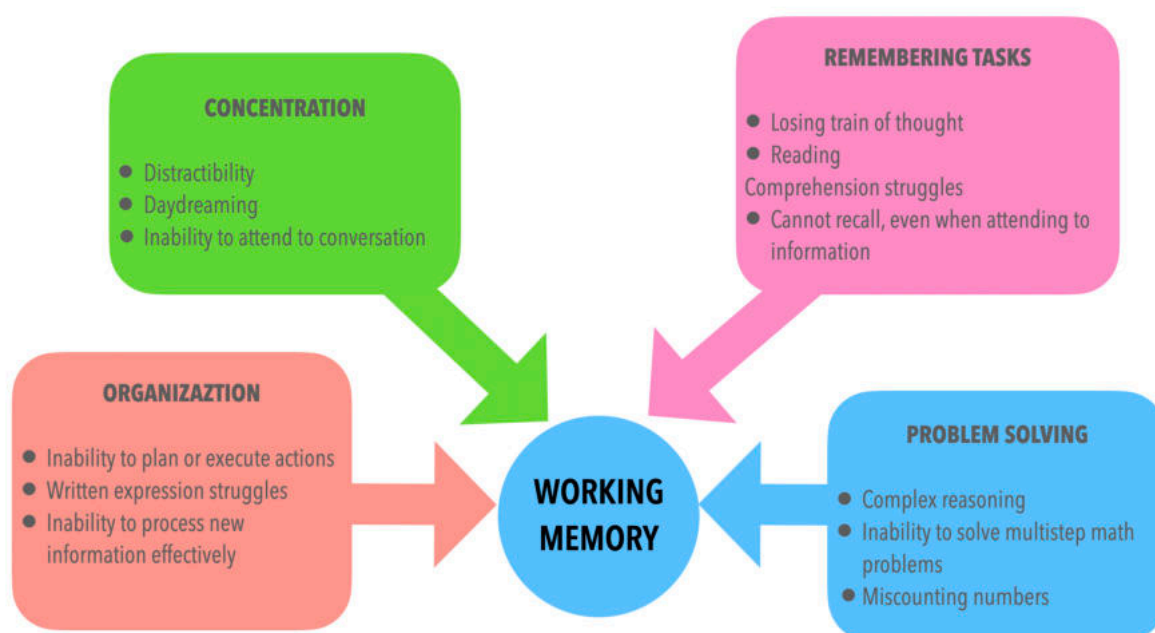 CONCENTRATION
● Distractibility
● Daydreaming
● Inability to attend to conversation
REMEMBERING TASKS
● Losing train of thought
● Reading
Comprehension struggles
● Cannot recall, even when attending to
information
ORGANIZAZTION
● Inability to plan or execute actions
● Written expression struggles
● Inability to process new
information effectively
WORKING
MEMORY
PROBLEM SOLVING
● Complex reasoning
● Inability to solve multistep math
problems
● Miscounting numbers